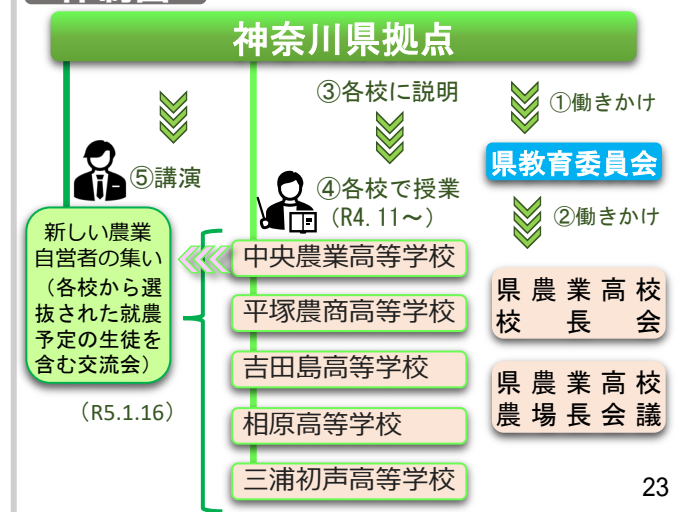 神奈川県拠点
③各校に説明
①働きかけ
⑤講演
④各校で授業
（R4.11～）
県教育委員会
②働きかけ
新しい農業
自営者の集い
（各校から選
抜された就農
予定の生徒を
含む交流会）
（R5.1.16）
中央農業高等学校
平塚農商高等学校
吉田島高等学校
相原高等学校
三浦初声高等学校
県農業高校
校長会
県農業高校
農場長会議
23